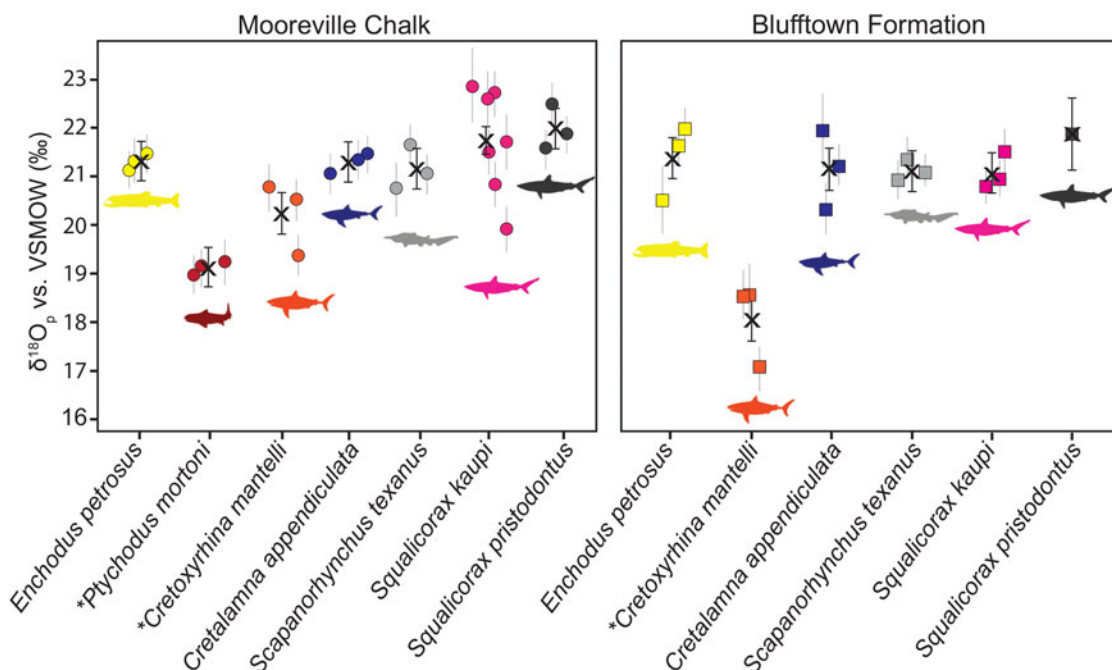 Mooreville Chalk
Blufftown Formation
δ18Op vs. VSMOW (‰)
23
22
21
20
19
18
17
16
Enchodus petrosus
*Ptychodus mortoni
*Cretoxyrhina mantelli
Cretalamna appendiculata
Scapanorhynchus texanus
Squalicorax kaupi
Squalicorax pristodontus
Enchodus petrosus
*Cretoxyrhina mantelli
Cretalamna appendiculata
Scapanorhynchus texanus
Squalicorax kaupi
Squalicorax pristodontus